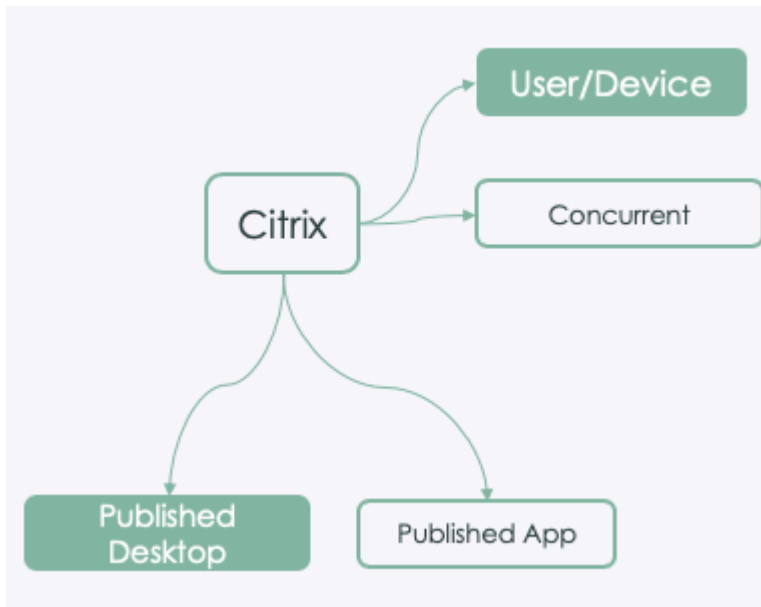 User/Device
Concurrent
Citrix
Published
Desktop
Published App